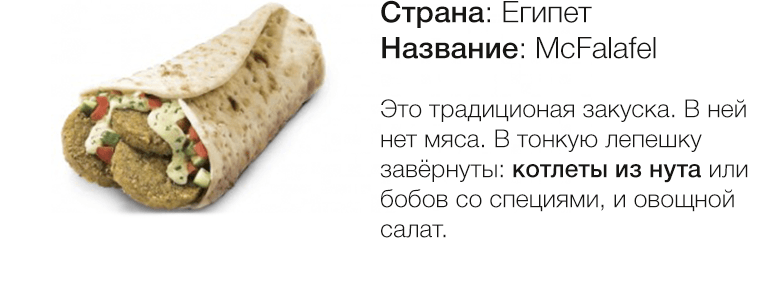 Страна: Египет
Название: McFalafel
Это традиционая закуска. В ней
нет мяса. В тонкую лепешку
завёрнуты: котлеты из нута или
бобов со специями, и овощной
салат.